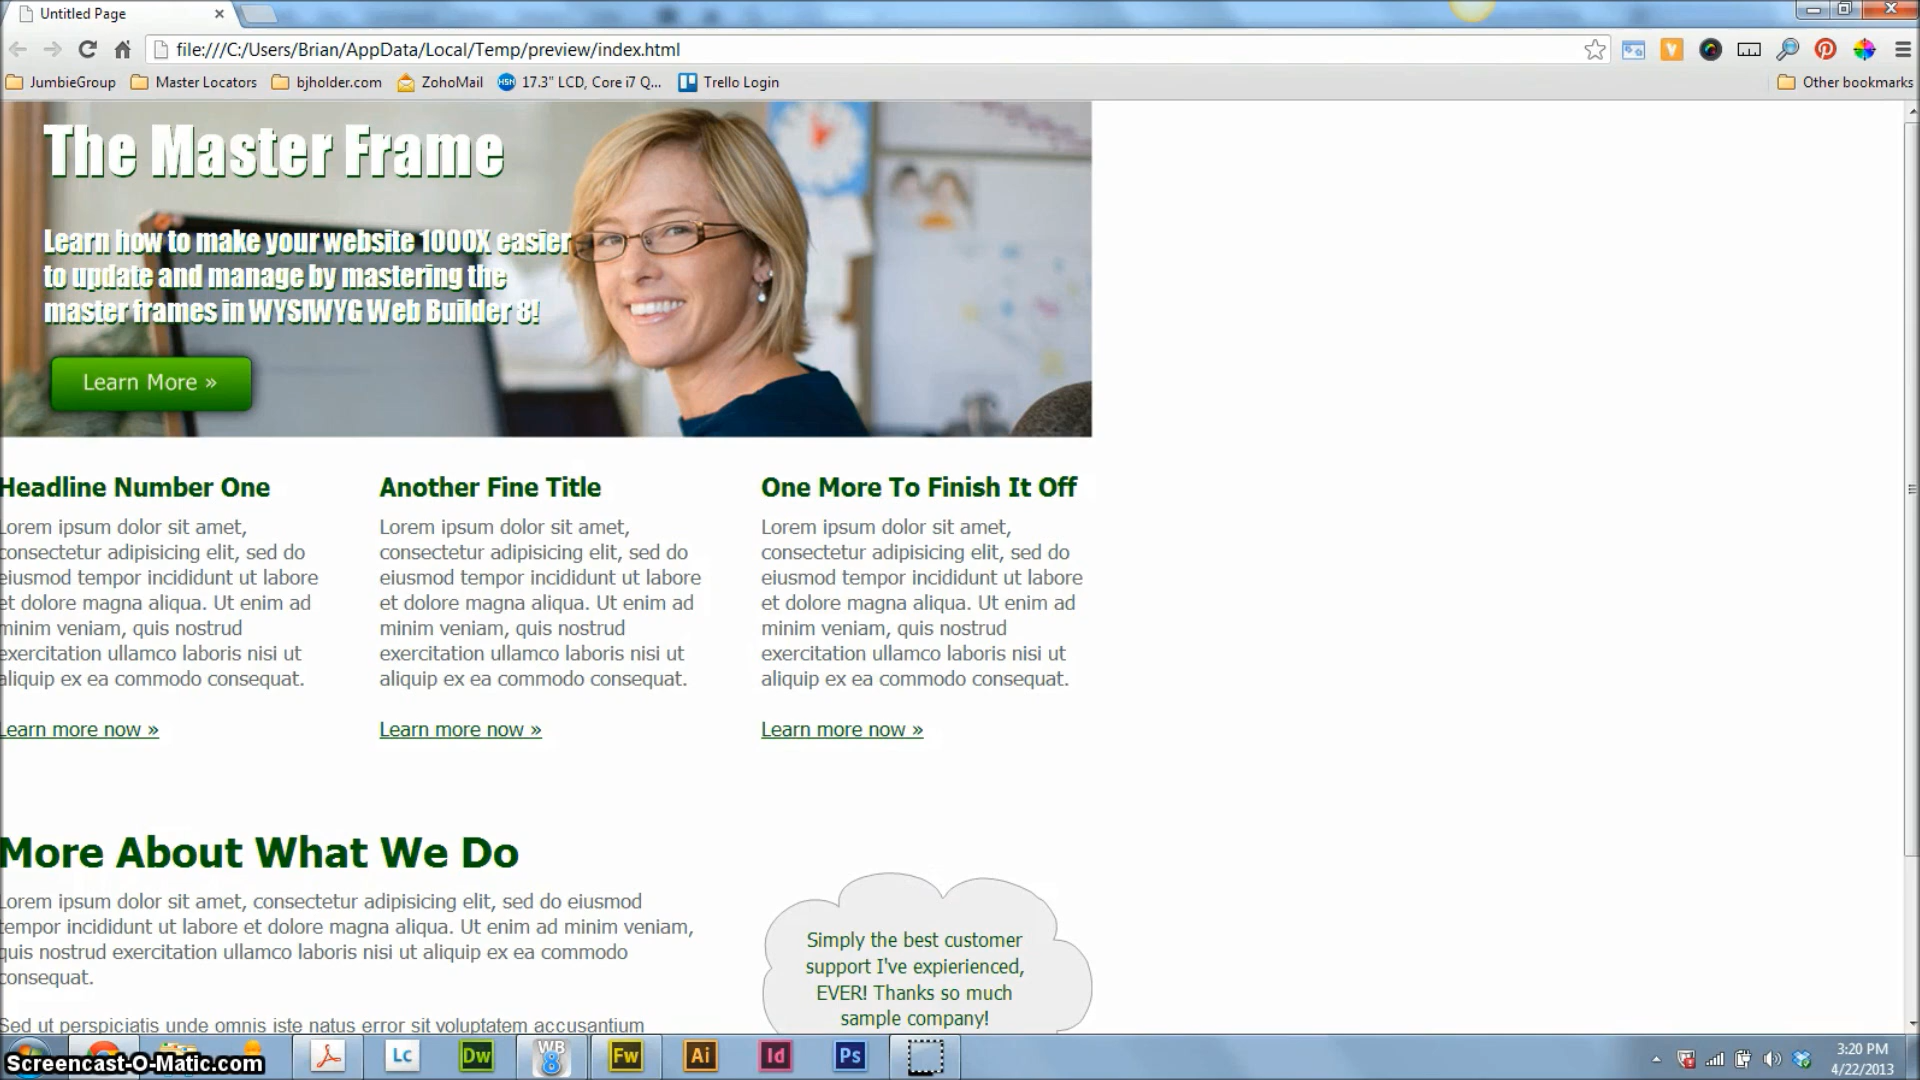 Untitled Page
file:///C:/Users/Brian/AppData/Local/Temp/preview/index.html
JumbieGroup
Master Locators
bjholder.com
ZohoMail
HSN
17.3" LCD, Core i7 Q...
Trello Login
Other bookmarks
The Master Frame
Learn how to make your website 1000X easier
to update and manage by mastering the
master frames in WYSIWYG Web Builder 8!
Learn More »
Headline Number One
Lorem ipsum dolor sit amet,
consectetur adipisicing elit, sed do
eiusmod tempor incididunt ut labore
et dolore magna aliqua. Ut enim ad
minim veniam, quis nostrud
exercitation ullamco laboris nisi ut
aliquip ex ea commodo consequat.
Learn more now »
Another Fine Title
Lorem ipsum dolor sit amet,
consectetur adipisicing elit, sed do
eiusmod tempor incididunt ut labore
et dolore magna aliqua. Ut enim ad
minim veniam, quis nostrud
exercitation ullamco laboris nisi ut
aliquip ex ea commodo consequat.
Learn more now »
One More To Finish It Off
Lorem ipsum dolor sit amet,
consectetur adipisicing elit, sed do
eiusmod tempor incididunt ut labore
et dolore magna aliqua. Ut enim ad
minim veniam, quis nostrud
exercitation ullamco laboris nisi ut
aliquip ex ea commodo consequat.
Learn more now »
More About What We Do
Lorem ipsum dolor sit amet, consectetur adipisicing elit, sed do eiusmod
tempor incididunt ut labore et dolore magna aliqua. Ut enim ad minim veniam,
quis nostrud exercitation ullamco laboris nisi ut aliquip ex ea commodo
consequat.
Sed ut perspiciatis unde omnis iste natus error sit voluptatem accusantium
Simply the best customer
support I've expierienced,
EVER! Thanks so much
sample company!
Screencast-O-Matic.com
Lc
Dw
WB
8
Fw
Ai
Id
Ps
3:20 PM
4/22/2013